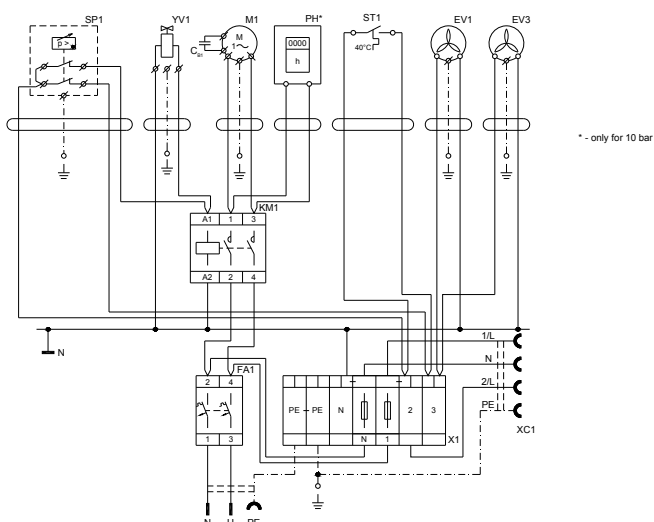 SP1 YV1 M1 PH* ST1 EV1 EV3
p >
M
1~
0000
h
C
40°C
* - only for 10 bar
KM1
A1 1 3
A2 2 4
N
1/L
N
2/L
PE
XC1
FA1
2 4
1 3
PE PE N 2 3
N 1
X1
N U PE